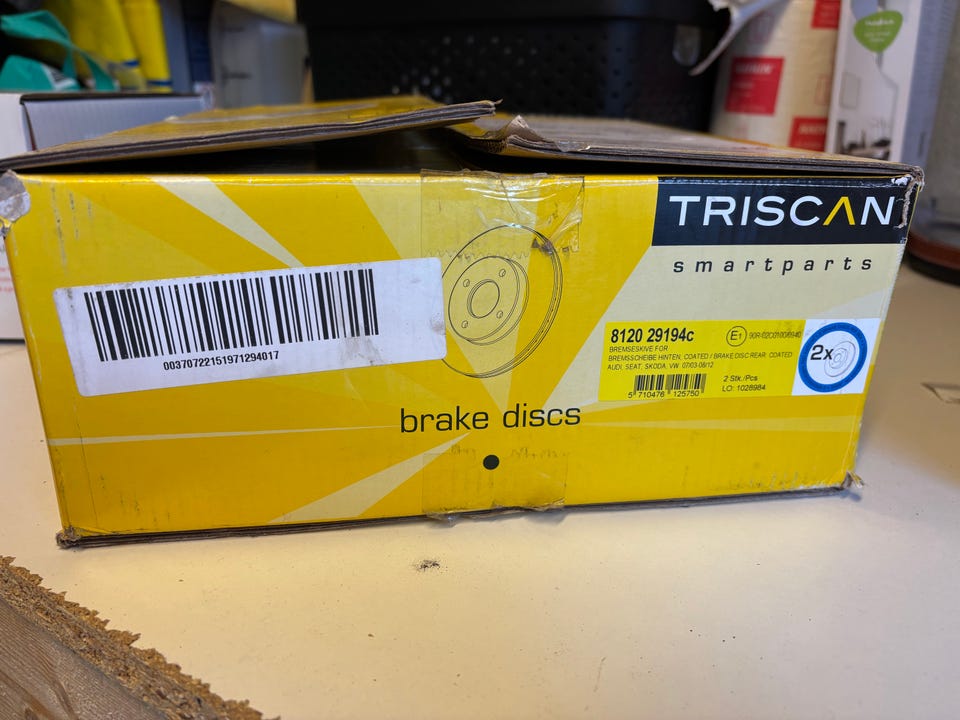 TRISCAN
smartparts
8120 29194c
E1
BREMSESKIVE FOR
BREMSSCHEIBE HINTEN, COATED / BRAKE DISC REAR, COATED
AUDI, SEAT, SKODA, VW 07/03-08/12
5 710476 125750
2 Stk./Pcs
LO: 1028984
2x
00370722151971294017
brake discs